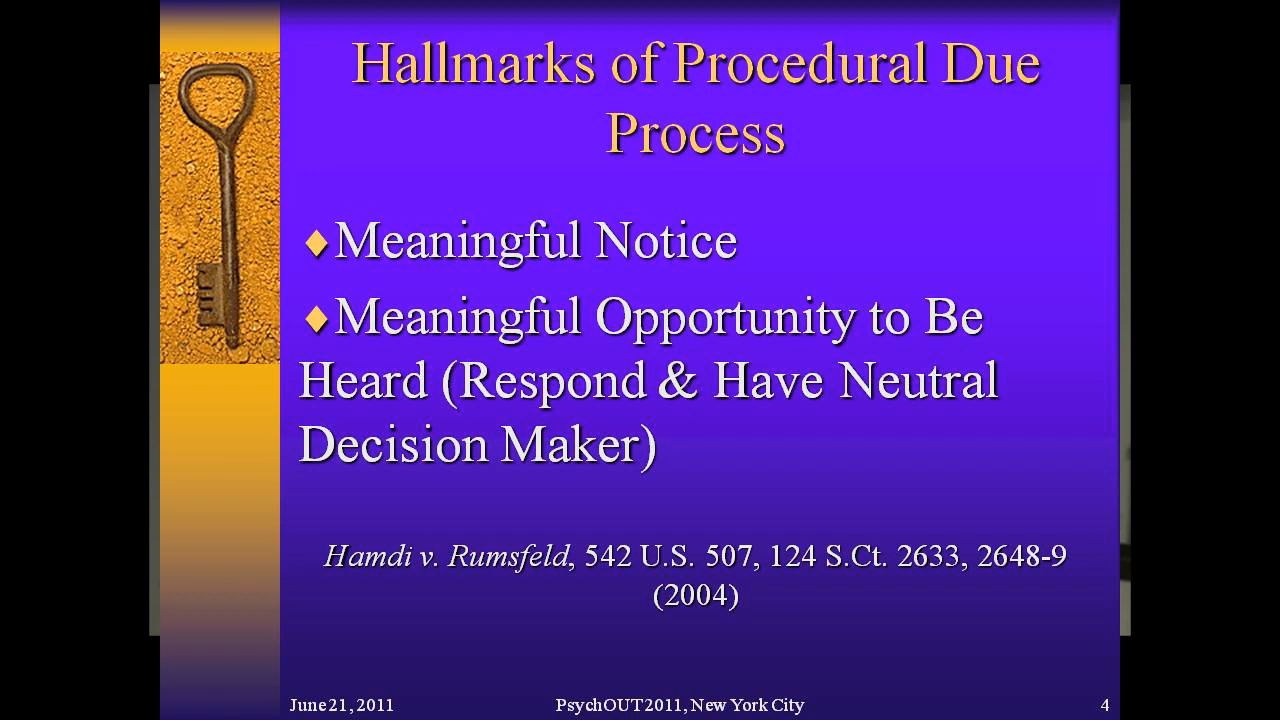 Hallmarks of Procedural Due
Process
♦Meaningful Notice
♦Meaningful Opportunity to Be
Heard (Respond & Have Neutral
Decision Maker)
Hamdi v. Rumsfeld, 542 U.S. 507, 124 S.Ct. 2633, 2648-9
(2004)
June 21, 2011 PsychOUT2011, New York City 4